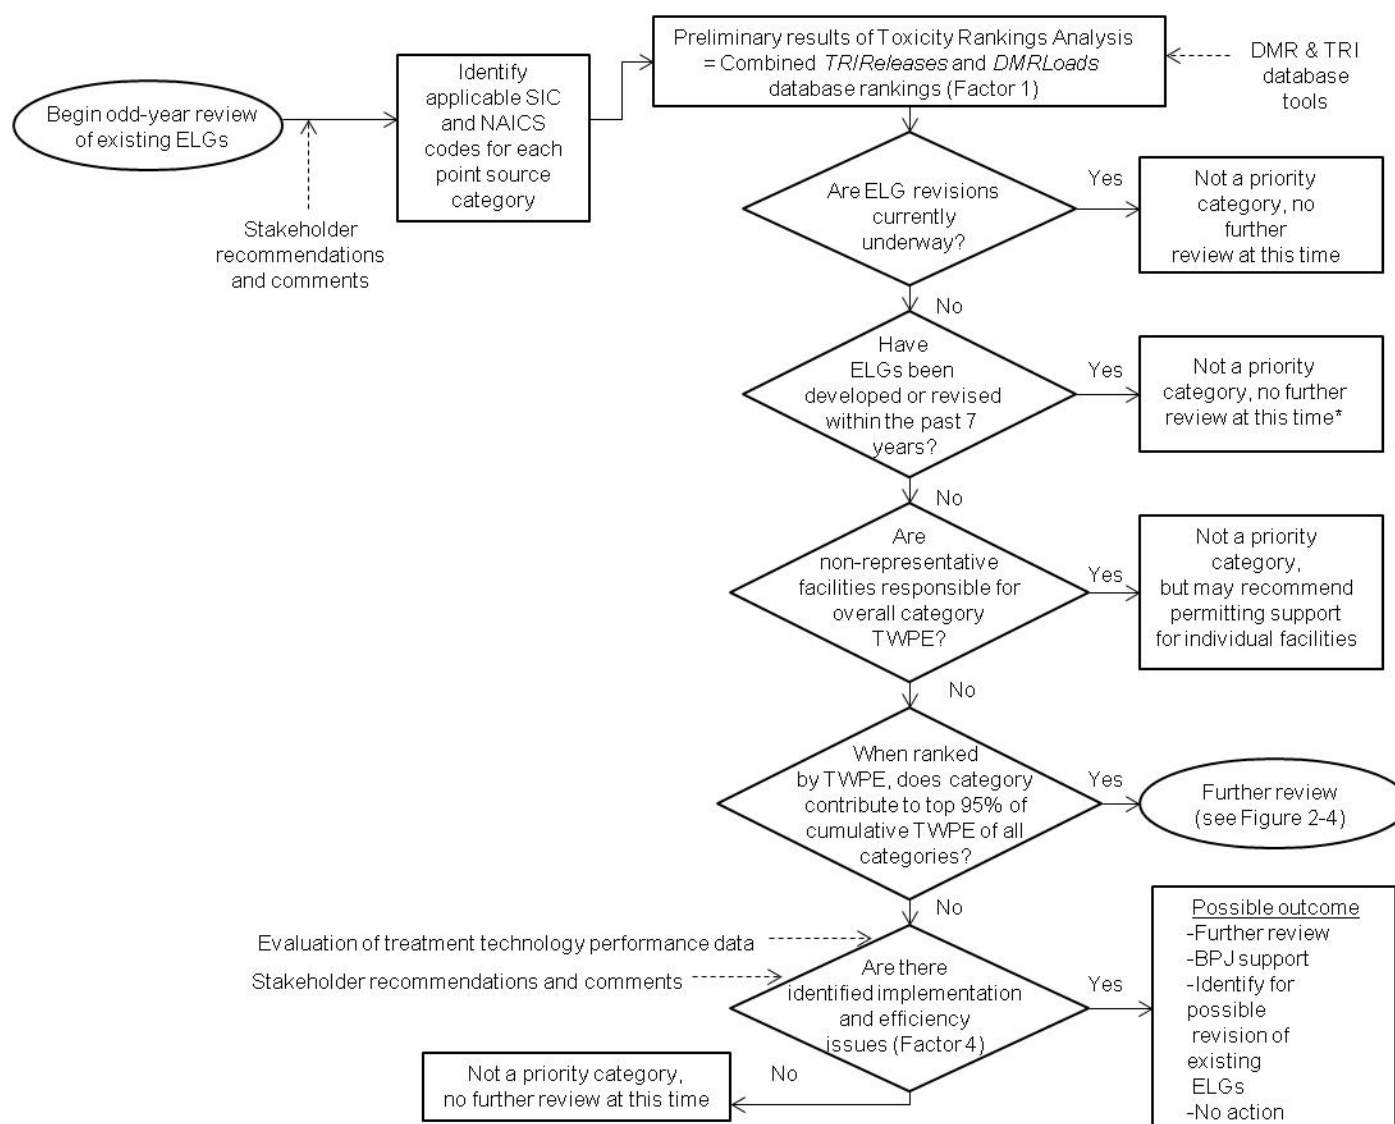 Begin odd-year review
of existing ELGs
Stakeholder
recommendations
and comments
Identify
applicable SIC
and NAICS
codes for each
point source
category
Preliminary results of Toxicity Rankings Analysis
= Combined TRIReleases and DMRLoads
database rankings (Factor 1)
DMR & TRI
database
tools
Are ELG revisions
currently
underway?
Yes
Not a priority
category, no
further
review at this time
No
Have
ELGs been
developed or revised
within the past 7
years?
Yes
Not a priority
category, no further
review at this time*
No
Are
non-representative
facilities responsible for
overall category
TWPE?
Yes
Not a priority
category,
but may recommend
permitting support
for individual facilities
No
When ranked
by TWPE, does category
contribute to top 95% of
cumulative TWPE of all
categories?
Yes
Further review
(see Figure 2-4)
No
Evaluation of treatment technology performance data
Stakeholder recommendations and comments
Are there
identified implementation
and efficiency
issues (Factor 4)
Yes
Possible outcome
-Further review
-BPJ support
-Identify for
possible
revision of
existing
ELGs
-No action
No
Not a priority category,
no further review at this time